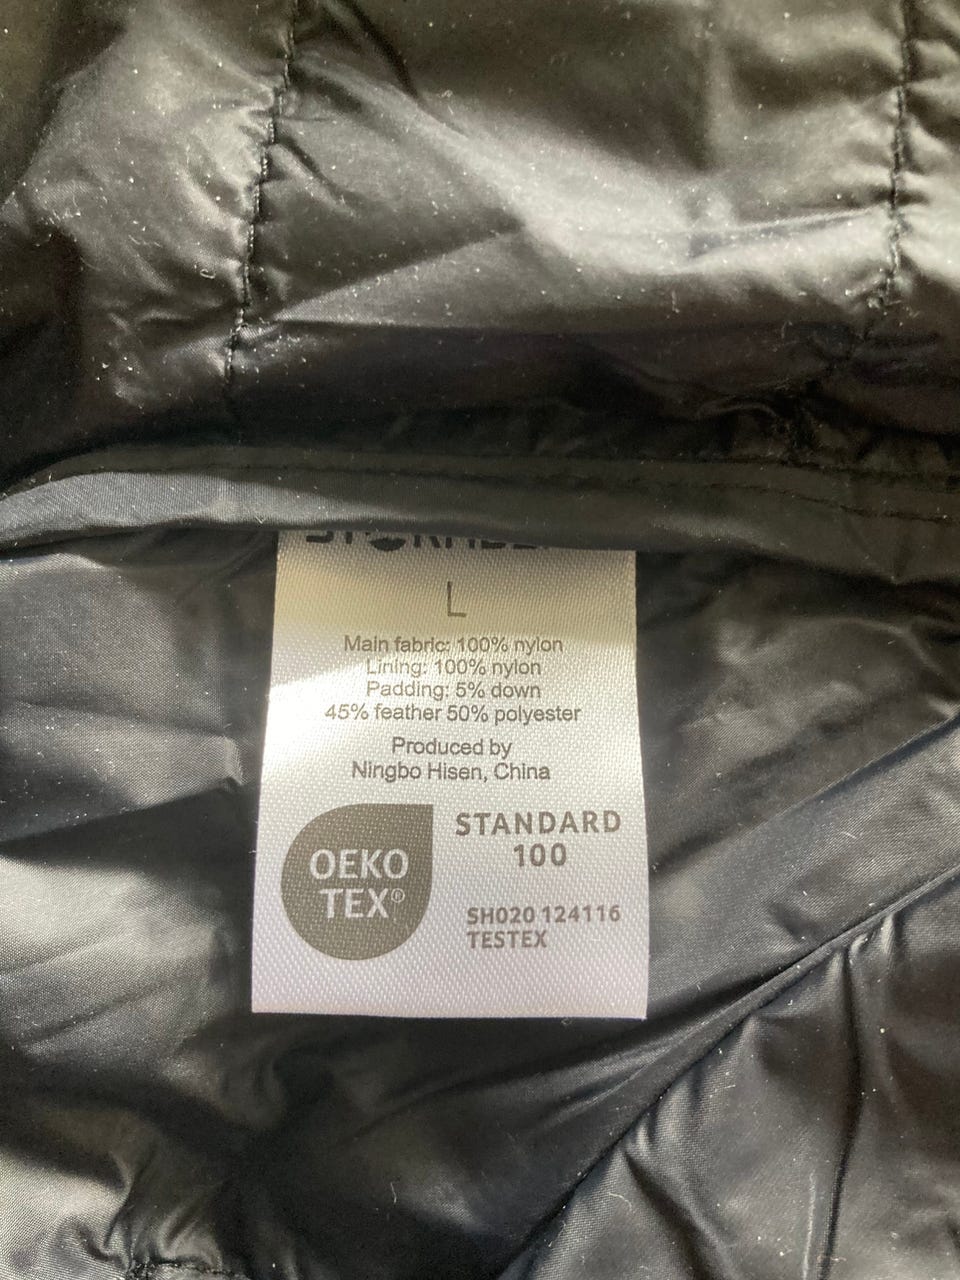 L
Main fabric: 100% nylon
Lining: 100% nylon
Padding: 5% down
45% feather 50% polyester
Produced by
Ningbo Hisen, China
OEKO
TEX®
STANDARD
100
SH020 124116
TESTEX